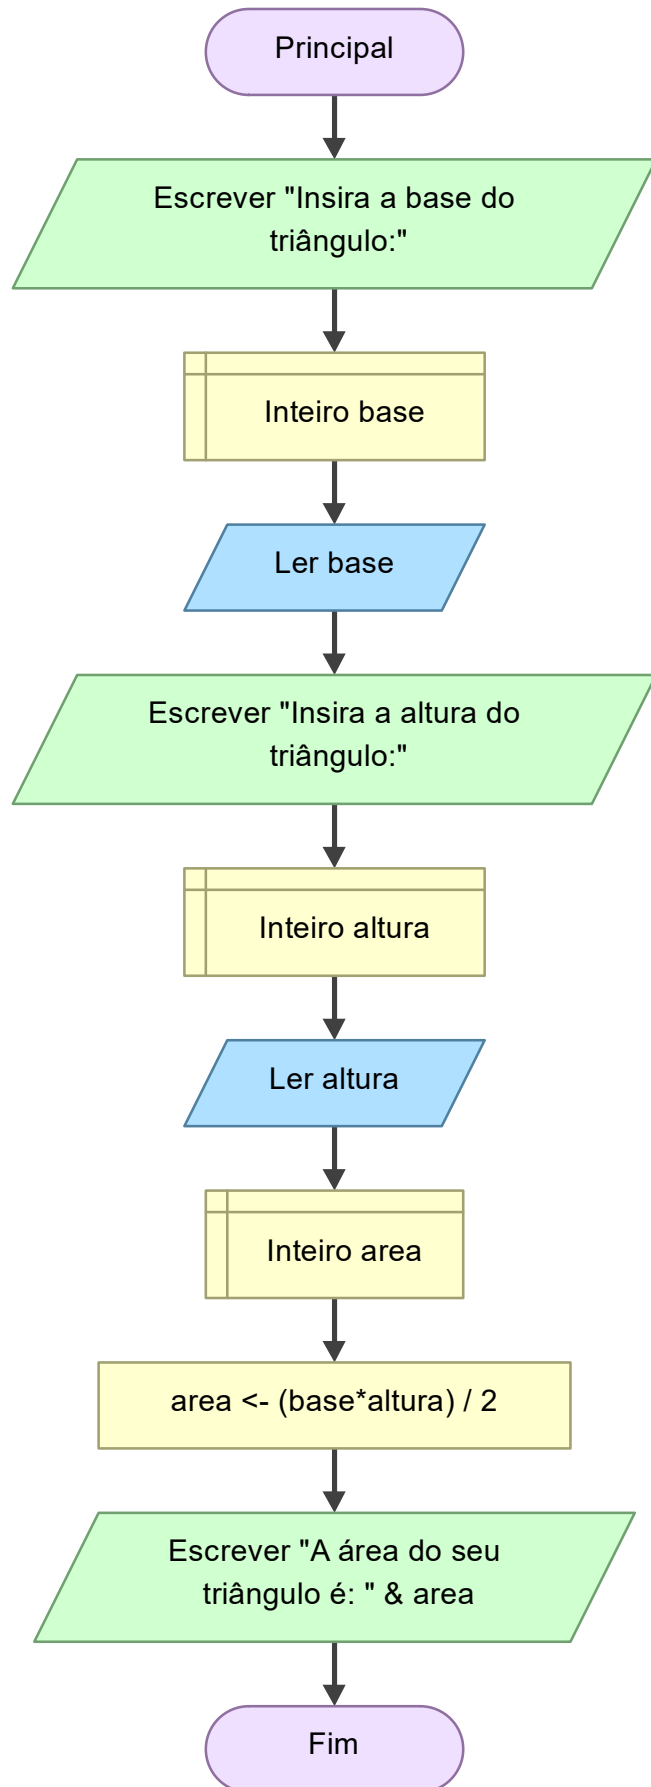 Principal
Escrever "Insira a base do
triângulo:"
Inteiro base
Ler base
Escrever "Insira a altura do
triângulo:"
Inteiro altura
Ler altura
Inteiro area
area <- (base*altura) / 2
Escrever "A área do seu
triângulo é: " & area
Fim